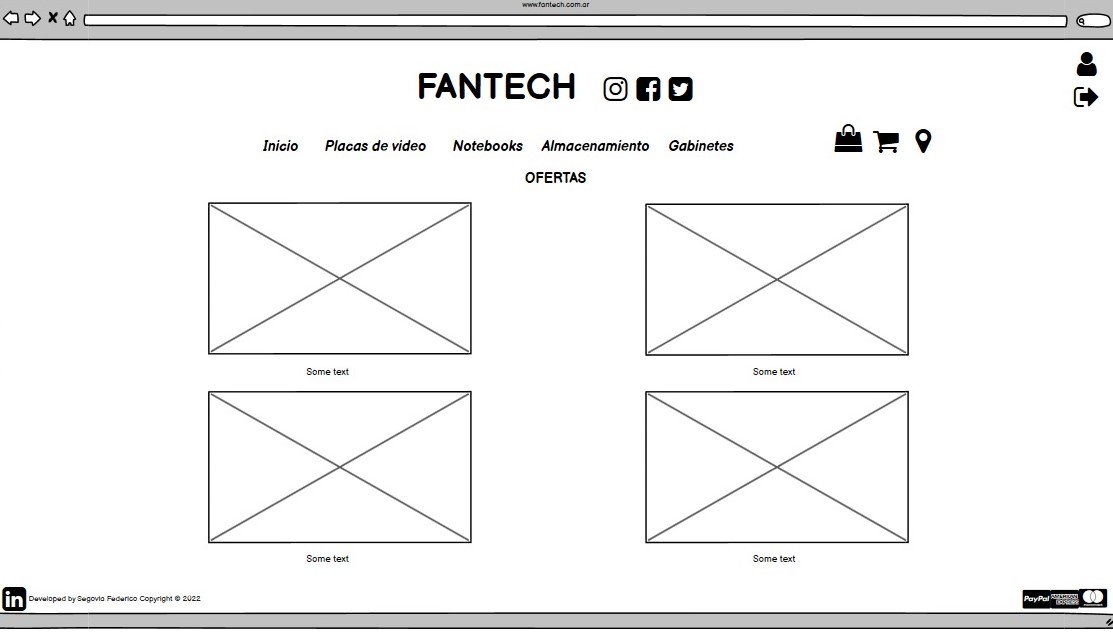 www.fantech.com.ar
FANTECH
Inicio Placas de video Notebooks Almacenamiento Gabinetes
OFERTAS
Some text Some text
Some text Some text
in Developed by Segovia Federico Copyright © 2022 PayPal AMERICAN EXPRESS